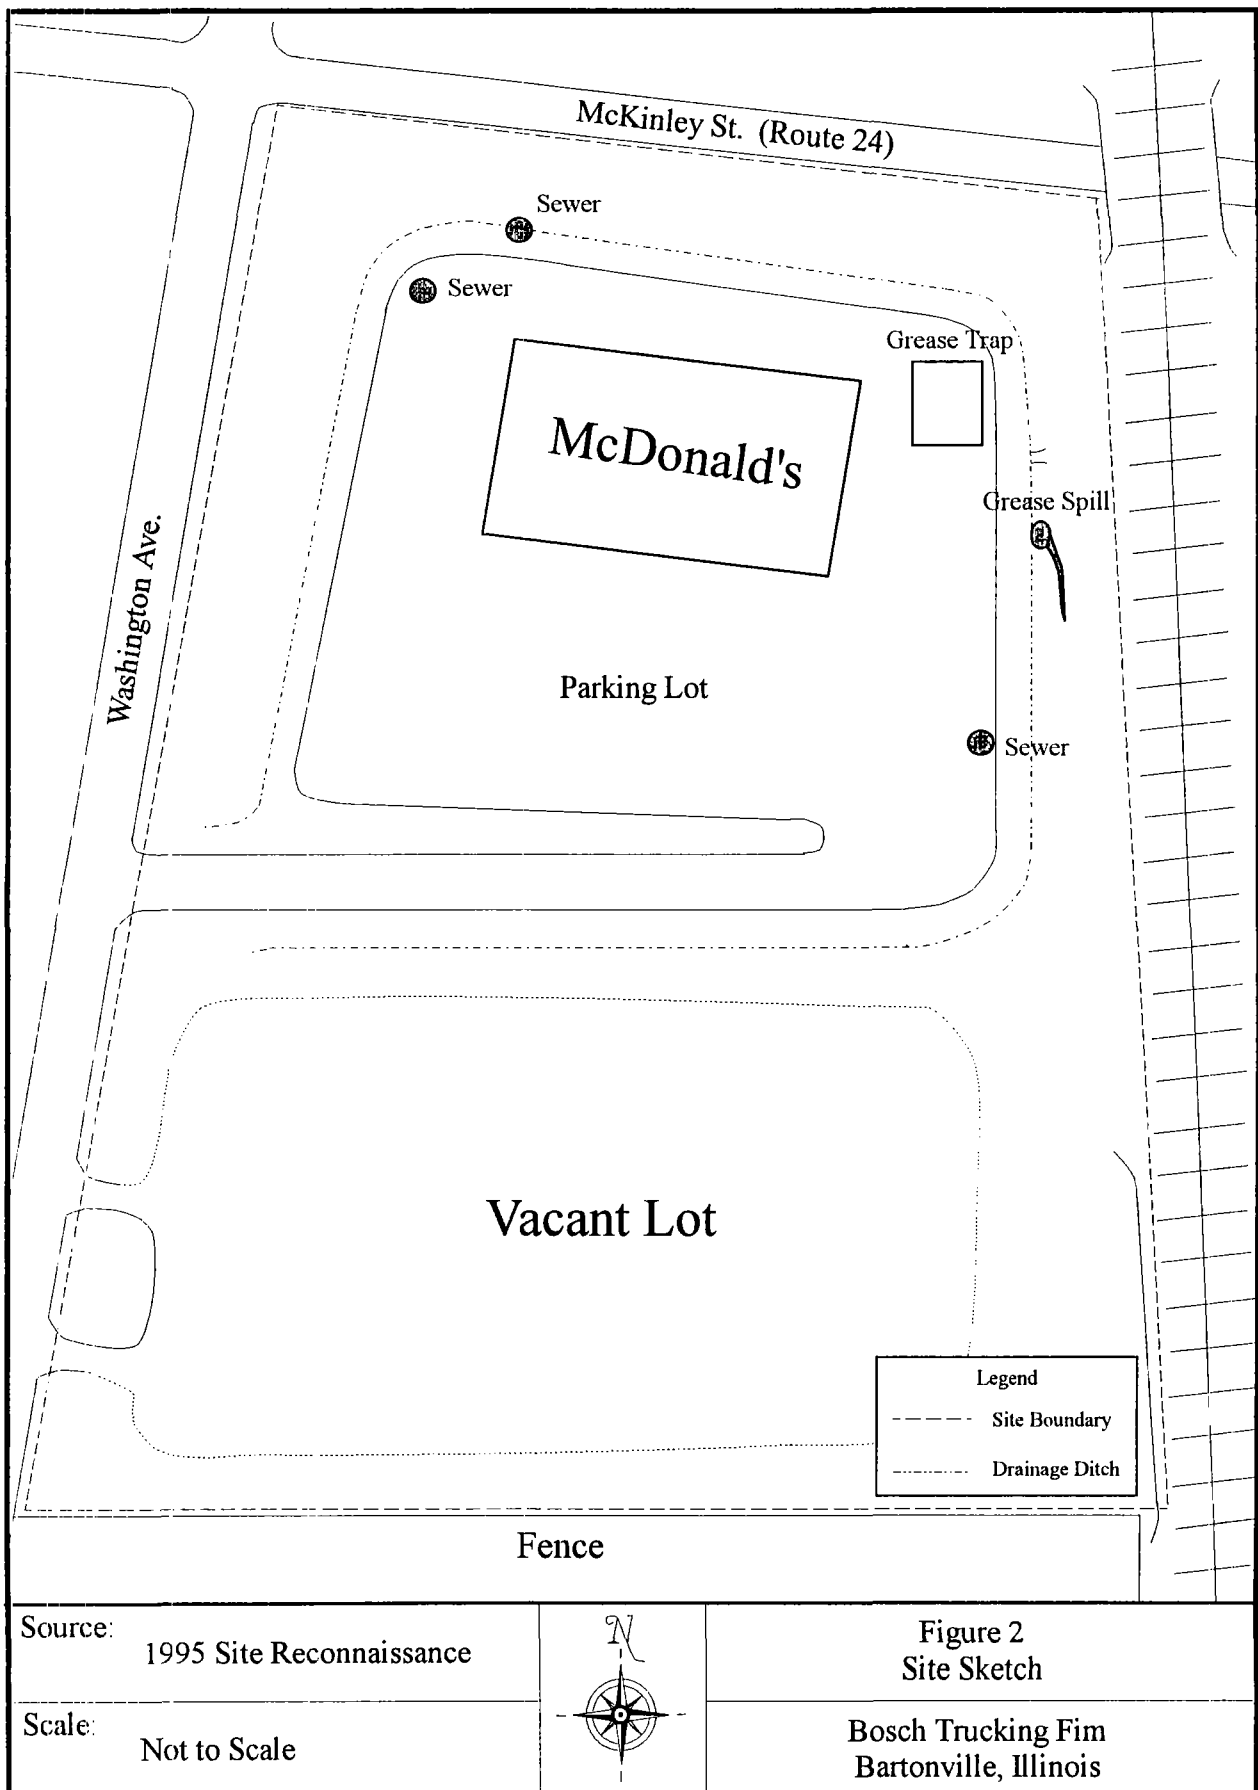 McKinley St. (Route 24)
Sewer
Sewer
Grease Trap
McDonald's
Grease Spill
Washington Ave.
Parking Lot
Sewer
Vacant Lot
Legend
Site Boundary
Drainage Ditch
Fence
Source:
1995 Site Reconnaissance
N
Figure 2
Site Sketch
Scale:
Not to Scale
Bosch Trucking Fim
Bartonville, Illinois